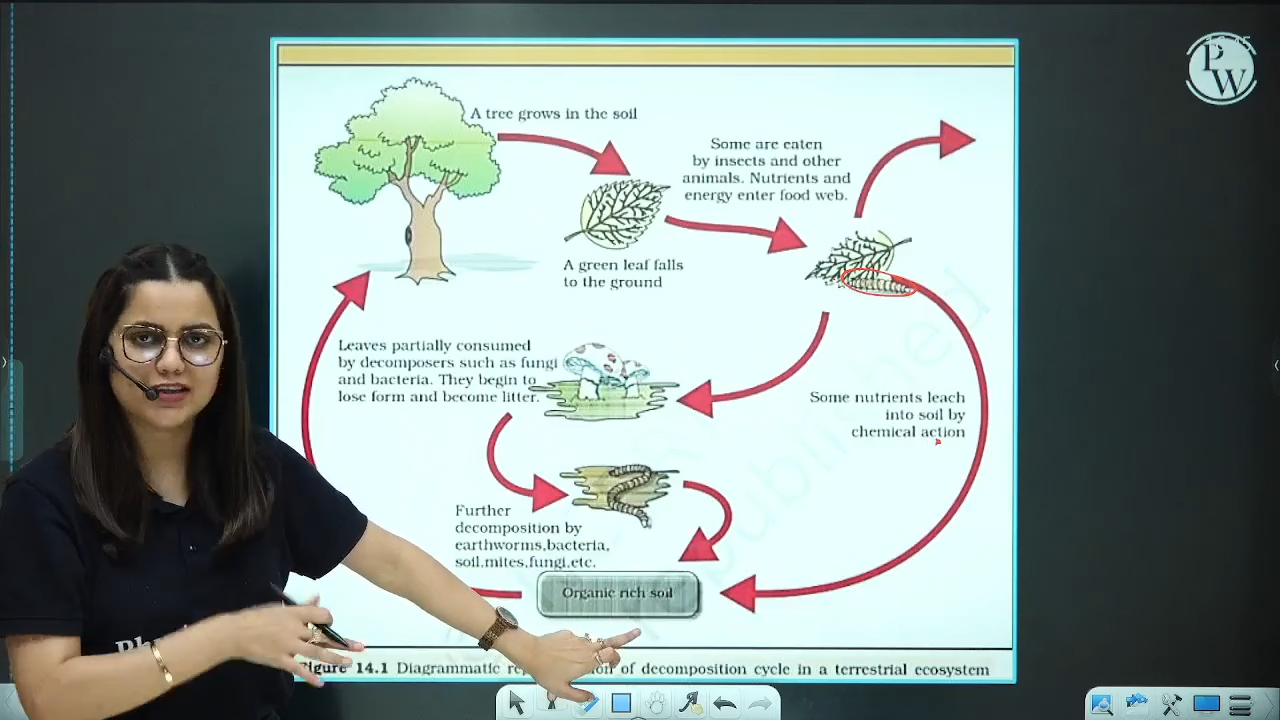 P
W
A tree grows in the soil
Some are eaten
by insects and other
animals. Nutrients and
energy enter food web.
A green leaf falls
to the ground
Leaves partially consumed
by decomposers such as fungi
and bacteria. They begin to
lose form and become litter.
Some nutrients leach
into soil by
chemical action
Further
decomposition by
earthworms,bacteria,
soil.mites,fungi,etc.
Organic rich soil
Figure 14.1 Diagrammatic of decomposition cycle in a terrestrial ecosystem